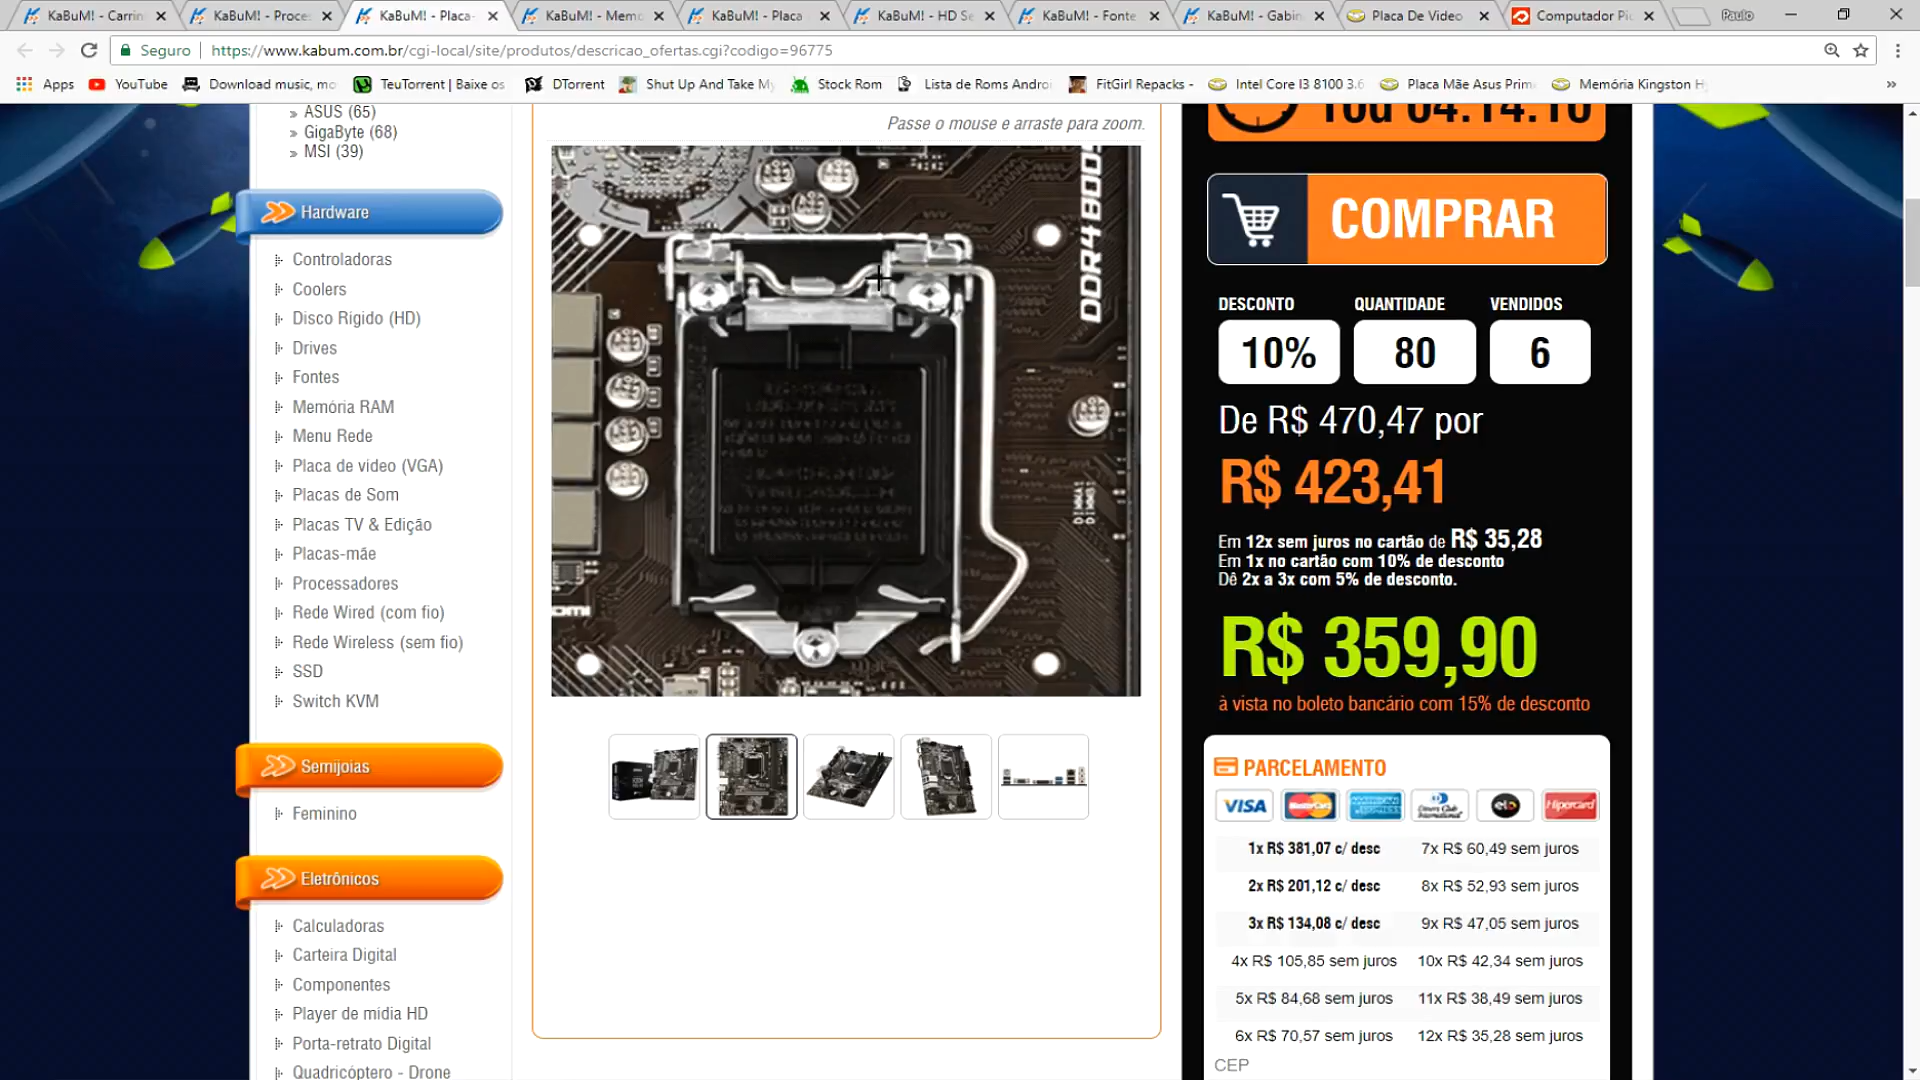 KaBuM! - Carrin
KaBuM! - Proces
KaBuM! - Placa-
KaBuM! - Memo
KaBuM! - Placa
KaBuM! - HD Se
KaBuM! - Fonte
KaBuM! - Gabin
Placa De Video
Computador Pi
Paulo
Seguro
https://www.kabum.com.br/cgi-local/site/produtos/descricao_ofertas.cgi?codigo=96775
Apps
YouTube
Download music, mo
TeuTorrent | Baixe os
DTorrent
Shut Up And Take My
Stock Rom
Lista de Roms Androi
FitGirl Repacks -
Intel Core I3 8100 3.6
Placa Mãe Asus Prim
Memória Kingston H
»
ASUS (65)
GigaByte (68)
MSI (39)
Hardware
Controladoras
Coolers
Disco Rigido (HD)
Drives
Fontes
Memória RAM
Menu Rede
Placa de video (VGA)
Placas de Som
Placas TV & Edição
Placas-mãe
Processadores
Rede Wired (com fio)
Rede Wireless (sem fio)
SSD
Switch KVM
Semijoias
Feminino
Eletrônicos
Calculadoras
Carteira Digital
Componentes
Player de midia HD
Porta-retrato Digital
Quadricóptero - Drone
Passe o mouse e arraste para zoom.
DDR4 BOOS
COMPRAR
DESCONTO QUANTIDADE VENDIDOS
10% 80 6
De R$ 470,47 por
R$ 423,41
Em 12x sem juros no cartão de R$ 35,28
Em 1x no cartão com 10% de desconto
Dê 2x a 3x com 5% de desconto.
R$ 359,90
à vista no boleto bancário com 15% de desconto
PARCELAMENTO
VISA MasterCard elo Hipercard
1x R$ 381,07 c/ desc 7x R$ 60,49 sem juros
2x R$ 201,12 c/ desc 8x R$ 52,93 sem juros
3x R$ 134,08 c/ desc 9x R$ 47,05 sem juros
4x R$ 105,85 sem juros 10x R$ 42,34 sem juros
5x R$ 84,68 sem juros 11x R$ 38,49 sem juros
6x R$ 70,57 sem juros 12x R$ 35,28 sem juros
CEP